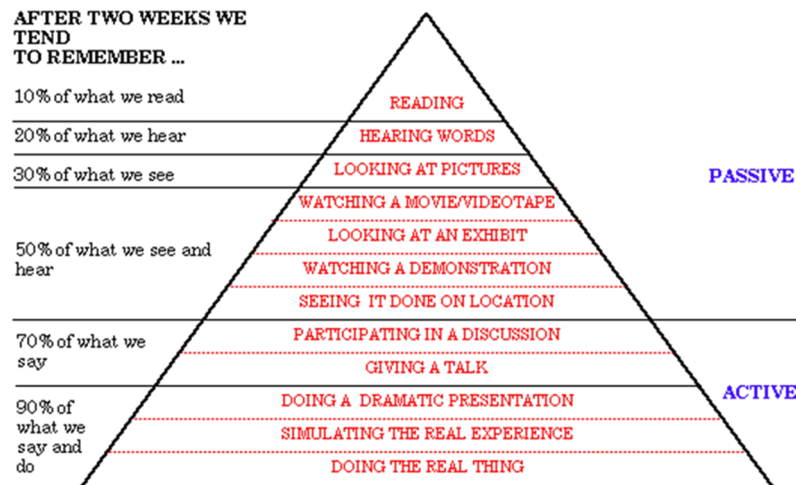 AFTER TWO WEEKS WE
TEND
TO REMEMBER ...
10% of what we read
READING
20% of what we hear
HEARING WORDS
30% of what we see
LOOKING AT PICTURES
PASSIVE
WATCHING A MOVIE/VIDEOTAPE
50% of what we see and
hear
LOOKING AT AN EXHIBIT
WATCHING A DEMONSTRATION
SEEING IT DONE ON LOCATION
70% of what we
say
PARTICIPATING IN A DISCUSSION
GIVING A TALK
ACTIVE
90% of
what we
say and
do
DOING A DRAMATIC PRESENTATION
SIMULATING THE REAL EXPERIENCE
DOING THE REAL THING